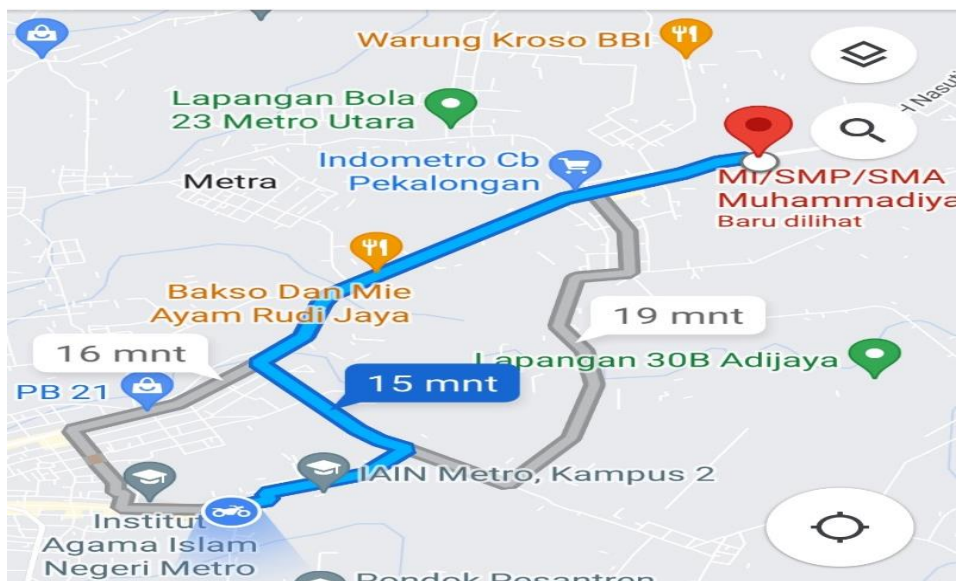 Warung Kroso BBI
Lapangan Bola
23 Metro Utara
Indometro Cb
Pekalongan
Metra
MI/SMP/SMA
Muhammadiya
Baru dilihat
Bakso Dan Mie
Ayam Rudi Jaya
16 mnt
19 mnt
Lapangan 30B Adijaya
PB 21
15 mnt
IAIN Metro, Kampus 2
Institut
Agama Islam
Negeri Metro
Pondok Pesantren